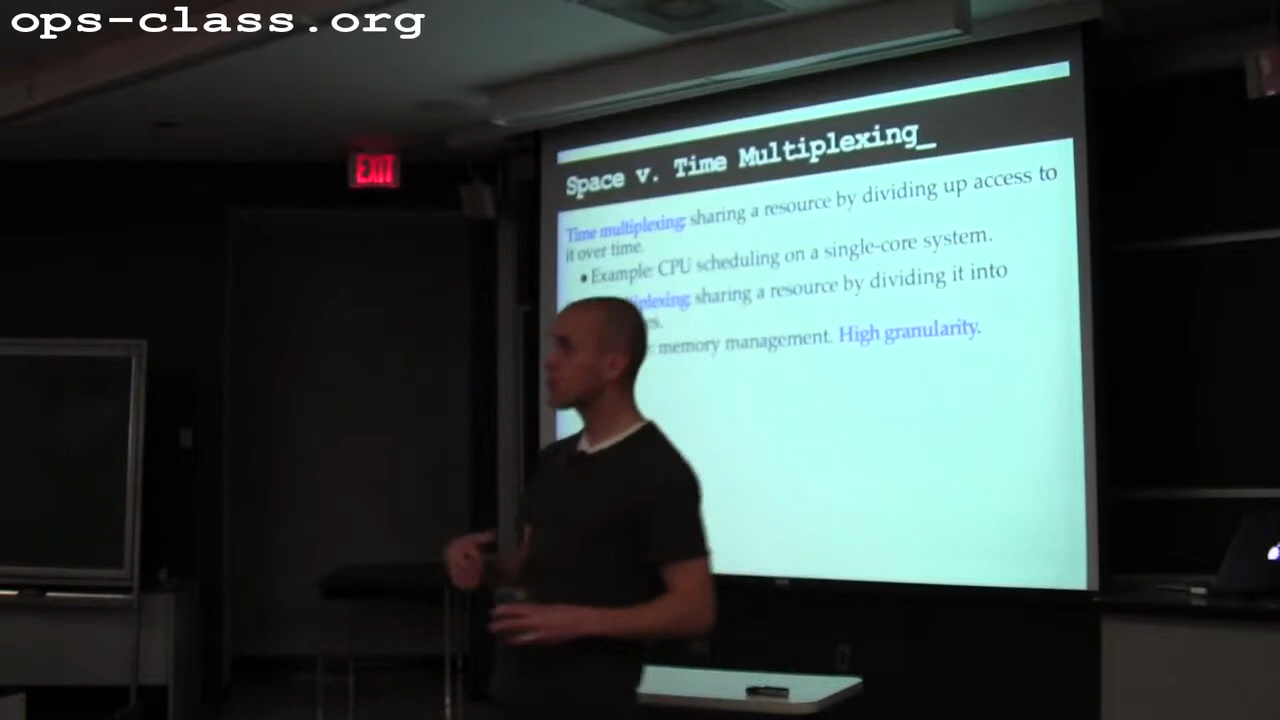 ops-class.org
EXIT
Space v. Time Multiplexing_
Time multiplexing: sharing a resource by dividing up access to
it over time.
• Example: CPU scheduling on a single-core system.
sharing a resource by dividing it into
memory management. High granularity.